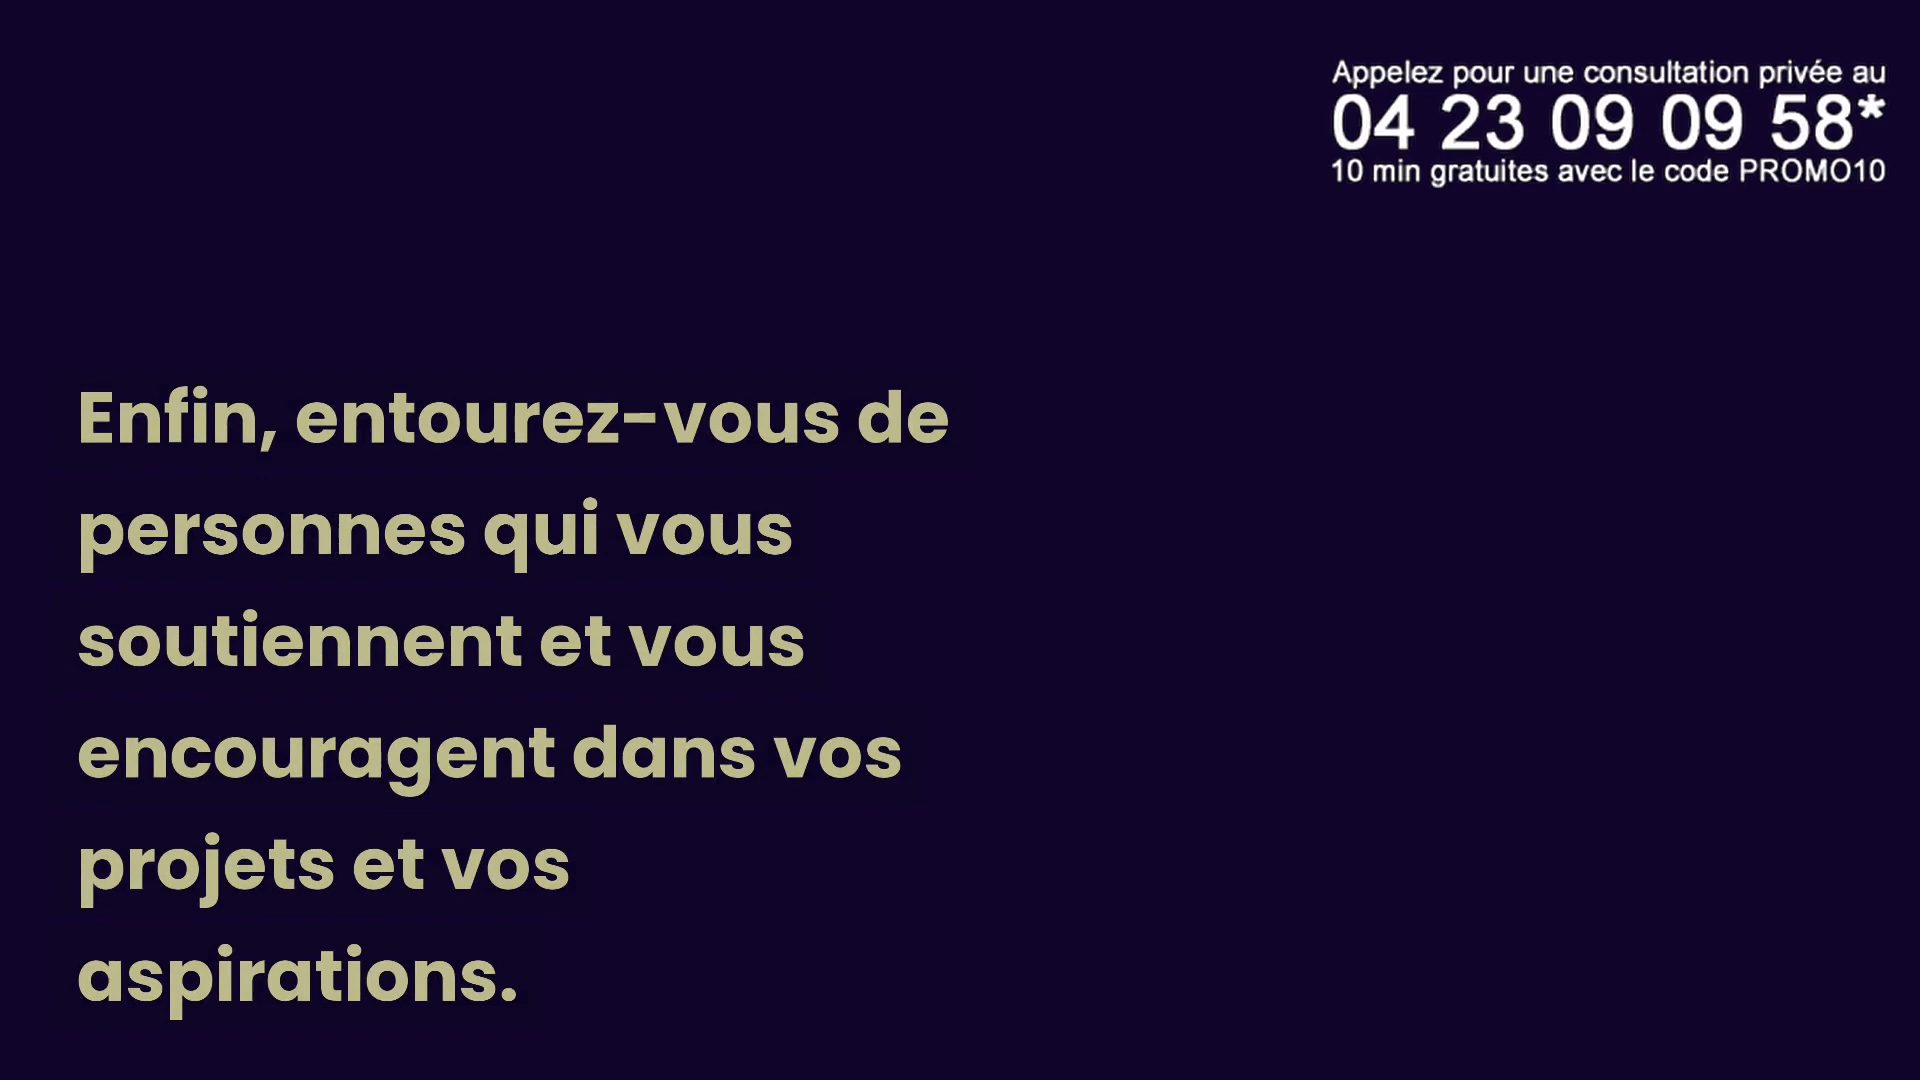 Appelez pour une consultation privée au
04 23 09 09 58*
10 min gratuites avec le code PROMO10
Enfin, entourez-vous de
personnes qui vous
soutiennent et vous
encouragent dans vos
projets et vos
aspirations.